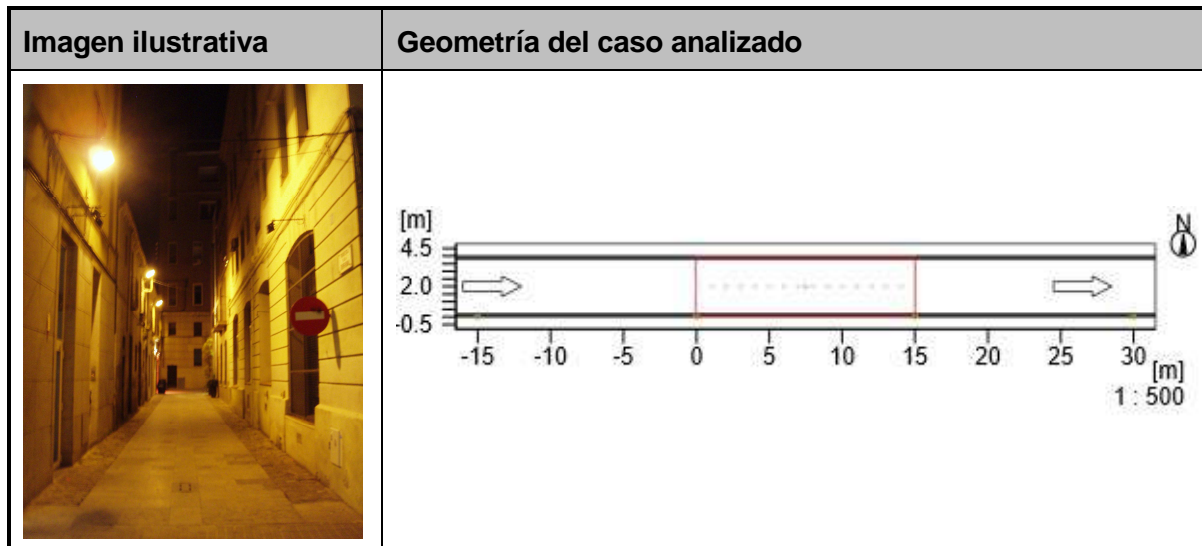 Imagen ilustrativa
Geometría del caso analizado
[m]
N
4.5
2.0
-0.5
-15 -10 -5 0 5 10 15 20 25 30
[m]
1 : 500